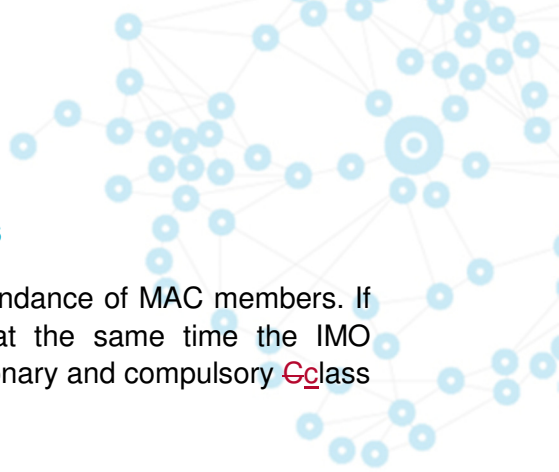 ndance of MAC members. If
at the same time the IMO
nary and compulsory Cclass